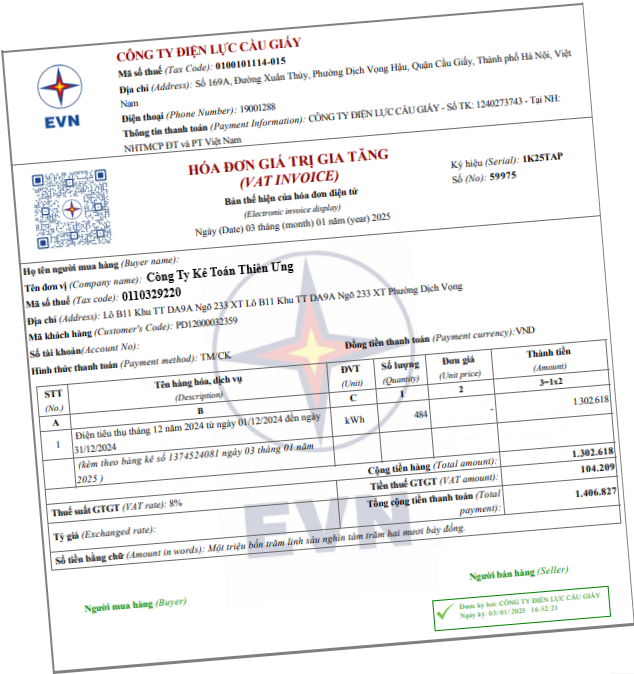 CÔNG TY ĐIỆN LỰC CẦU GIẤY
Mã số thuế (Tax Code): 0100101114-015
Địa chỉ (Address): Số 169A, Đường Xuân Thủy, Phường Dịch Vọng Hậu, Quận Cầu Giấy, Thành phố Hà Nội, Việt
Nam
Điện thoại (Phone Number): 19001288
Thông tin thanh toán (Payment Information): CÔNG TY ĐIỆN LỰC CẦU GIẤY - Số TK: 1240273743 - Tại NH:
NHTMCP ĐT và PT Việt Nam
EVN
HÓA ĐƠN GIÁ TRỊ GIA TĂNG
(VAT INVOICE)
Bản thể hiện của hóa đơn điện tử
(Electronic invoice display)
Ngày (Date) 03 tháng (month) 01 năm (year) 2025
Ký hiệu (Serial): 1K25TAP
Số (No): 59975
Họ tên người mua hàng (Buyer name):
Tên đơn vị (Company name): Công Ty Kế Toán Thiên Ưng
Mã số thuế (Tax code): 0110329220
Địa chỉ (Address): Lô B11 Khu TT DA9A Ngõ 233 XT Lô B11 Khu TT DA9A Ngõ 233 XT Phường Dịch Vọng
Mã khách hàng (Customer's Code): PD12000032359
Số tài khoản(Account No):
Hình thức thanh toán (Payment method): TM/CK
Đồng tiền thanh toán (Payment currency):VND
STT
(No.)
Tên hàng hóa, dịch vụ
(Description)
ĐVT
(Unit)
Số lượng
(Quantity)
Đơn giá
(Unit price)
Thành tiền
(Amount)
A B C 1 2 3=1x2
1 Điện tiêu thụ tháng 12 năm 2024 từ ngày 01/12/2024 đến ngày
31/12/2024
kWh 484 - 1.302.618
(kèm theo bảng kê số 1374524081 ngày 03 tháng 01 năm
2025 )
Cộng tiền hàng (Total amount): 1.302.618
Thuế suất GTGT (VAT rate): 8%
Tiền thuế GTGT (VAT amount): 104.209
Tỷ giá (Exchanged rate):
Tổng cộng tiền thanh toán (Total
payment): 1.406.827
Số tiền bằng chữ (Amount in words): Một triệu bốn trăm linh sáu nghìn tám trăm hai mươi bảy đồng.
EVN
Người mua hàng (Buyer)
Người bán hàng (Seller)
Được ký bởi: CÔNG TY ĐIỆN LỰC CẦU GIẤY
Ngày ký: 03/01/2025 16:52:21